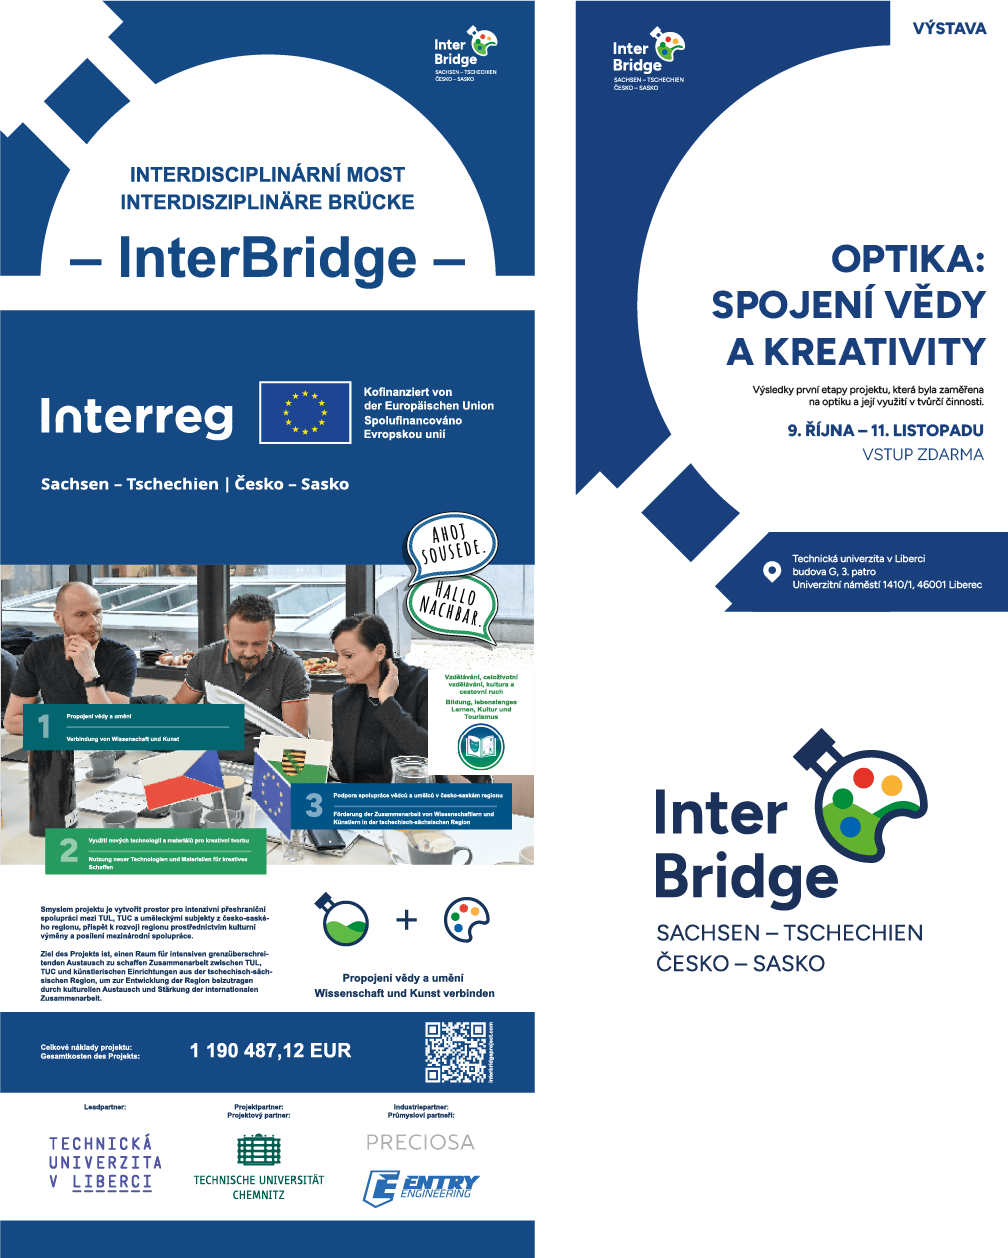 Inter
Bridge
SACHSEN – TSCHECHIEN
ČESKO – SASKO
INTERDISCIPLINÁRNÍ MOST
INTERDISZIPLINÄRE BRÜCKE
– InterBridge –
Interreg
Kofinanziert von
der Europäischen Union
Spolufinancováno
Evropskou unií
Sachsen – Tschechien | Česko – Sasko
AHOJ
SOUSEDE.
HALLO
NACHBAR.
Vzdělávání, celoživotní
vzdělávání, kultura a
cestovní ruch
Bildung, lebenslanges
Lernen, Kultur und
Tourismus
1
Propojení vědy a umění
Verbindung von Wissenschaft und Kunst
3
Podpora spolupráce vědců a umělců v česko-saském regionu
Förderung der Zusammenarbeit von Wissenschaftlern und
Künstlern in der tschechisch-sächsischen Region
2
Využití nových technologií a materiálů pro kreativní tvorbu
Nutzung neuer Technologien und Materialien für kreatives
Schaffen
Smyslem projektu je vytvořit prostor pro intenzivní přeshraniční
spolupráci mezi TUL, TUC a uměleckými subjekty z česko-saské-
ho regionu, přispět k rozvoji regionu prostřednictvím kulturní
výměny a posílení mezinárodní spolupráce.
Ziel des Projekts ist, einen Raum für intensiven grenzüberschrei-
tenden Austausch zu schaffen Zusammenarbeit zwischen TUL,
TUC und künstlerischen Einrichtungen aus der tschechisch-säch-
sischen Region, um zur Entwicklung der Region beizutragen
durch kulturellen Austausch und Stärkung der internationalen
Zusammenarbeit.
+
Propojení vědy a umění
Wissenschaft und Kunst verbinden
Celkové náklady projektu:
Gesamtkosten des Projekts:
1 190 487,12 EUR
interbridgeproject.com
Leadpartner:
TECHNICKÁ
UNIVERZITA
V LIBERCI
Projektpartner:
Projektový partner:
TECHNISCHE UNIVERSITÄT
CHEMNITZ
Industriepartner:
Průmysloví partneři:
PRECIOSA
ENTRY
ENGINEERING
Inter
Bridge
SACHSEN – TSCHECHIEN
ČESKO – SASKO
VÝSTAVA
OPTIKA:
SPOJENÍ VĚDY
A KREATIVITY
Výsledky první etapy projektu, která byla zaměřena
na optiku a její využití v tvůrčí činnosti.
9. ŘÍJNA – 11. LISTOPADU
VSTUP ZDARMA
Technická univerzita v Liberci
budova G, 3. patro
Univerzitní náměstí 1410/1, 46001 Liberec
Inter
Bridge
SACHSEN – TSCHECHIEN
ČESKO – SASKO